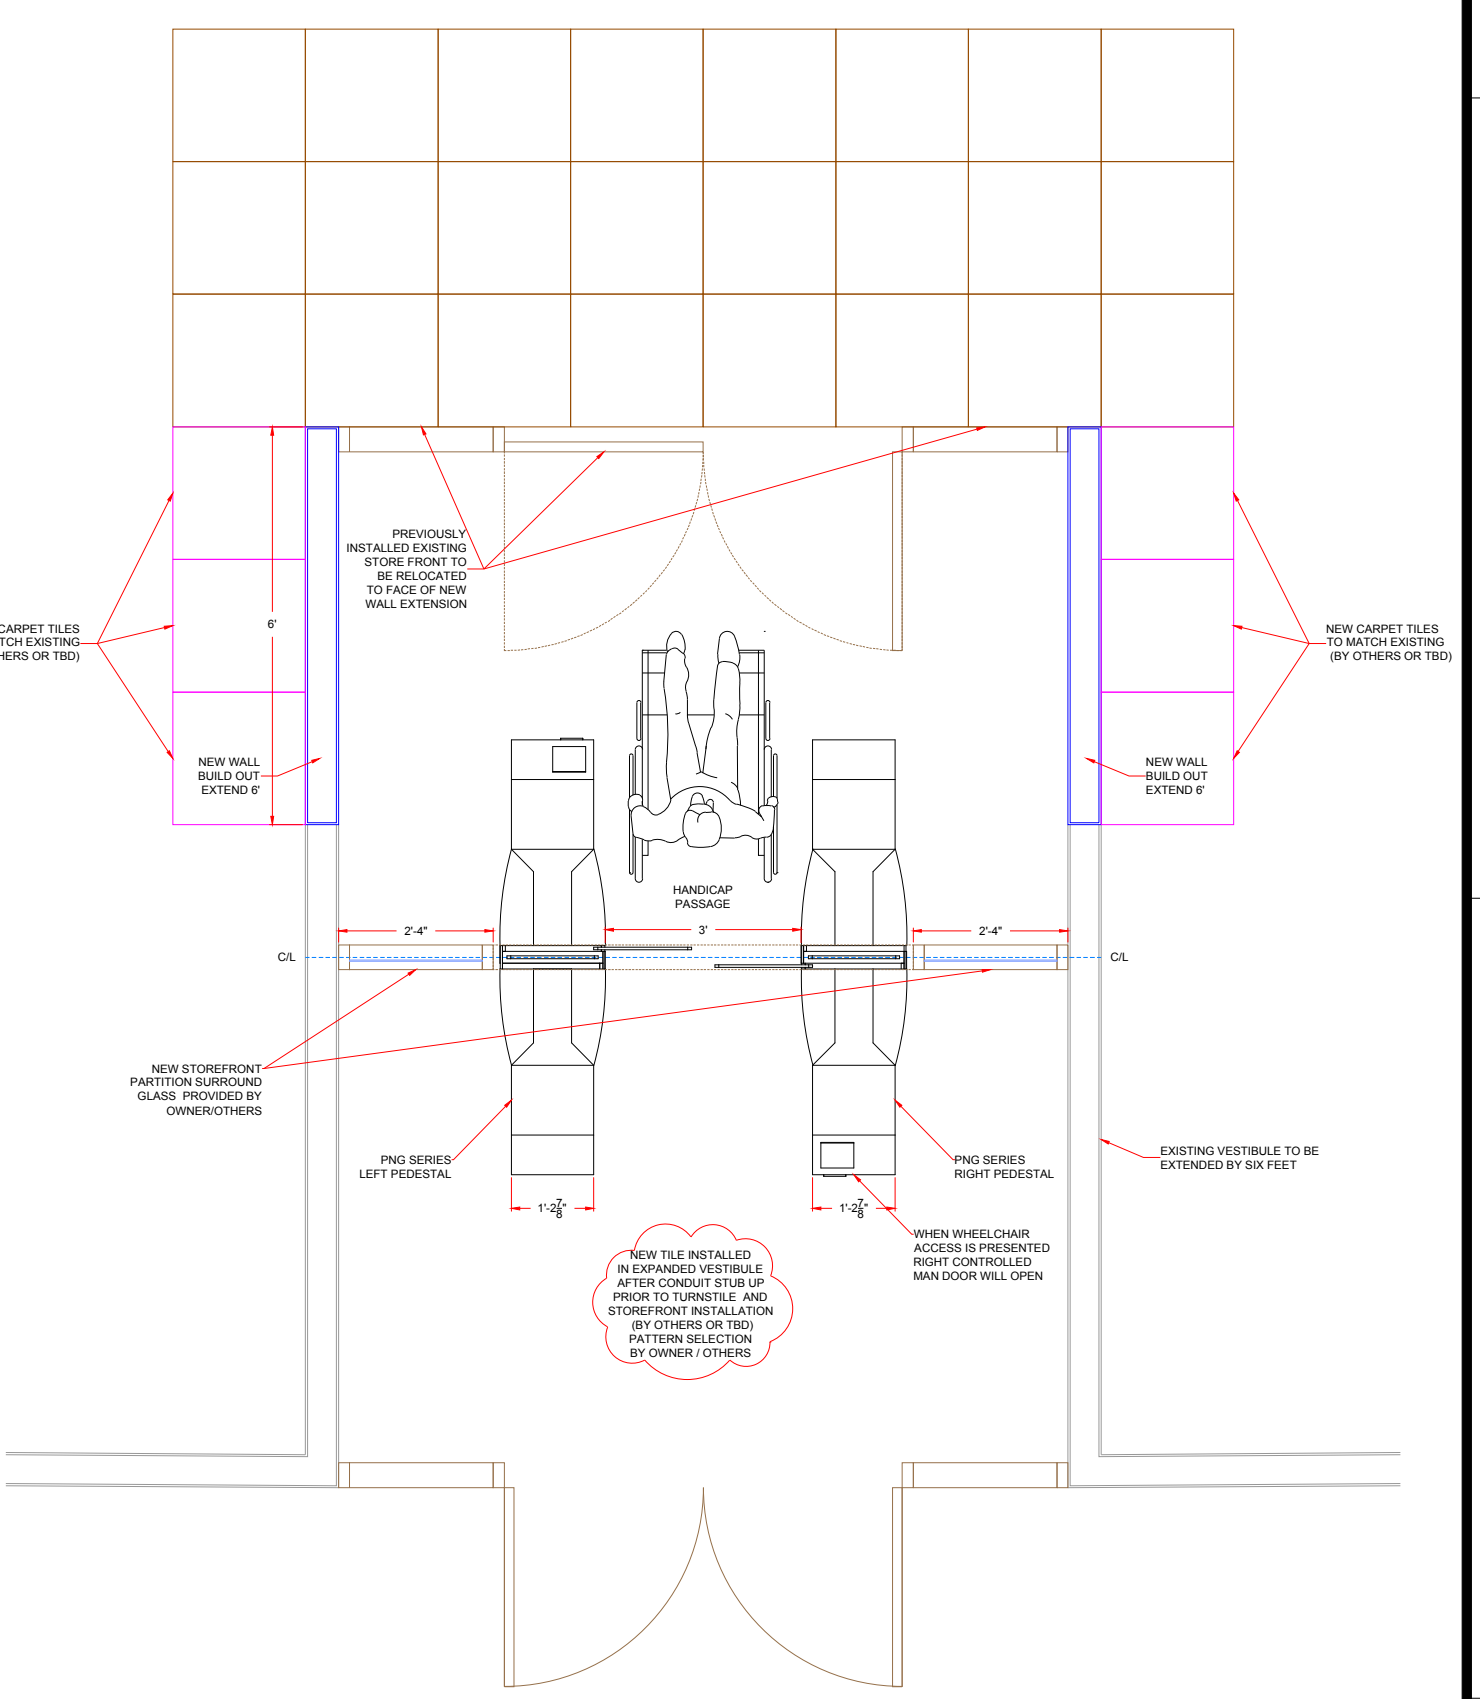 PREVIOUSLY
INSTALLED EXISTING
STORE FRONT TO
BE RELOCATED
TO FACE OF NEW
WALL EXTENSION
6'
CARPET TILES
TCH EXISTING
HERS OR TBD)
NEW CARPET TILES
TO MATCH EXISTING
(BY OTHERS OR TBD)
NEW WALL
BUILD OUT
EXTEND 6'
NEW WALL
BUILD OUT
EXTEND 6'
HANDICAP
PASSAGE
2'-4"
3'
2'-4"
C/L
C/L
NEW STOREFRONT
PARTITION SURROUND
GLASS PROVIDED BY
OWNER/OTHERS
PNG SERIES
LEFT PEDESTAL
PNG SERIES
RIGHT PEDESTAL
EXISTING VESTIBULE TO BE
EXTENDED BY SIX FEET
1'-2 7/8"
1'-2 7/8"
WHEN WHEELCHAIR
ACCESS IS PRESENTED
RIGHT CONTROLLED
MAN DOOR WILL OPEN
NEW TILE INSTALLED
IN EXPANDED VESTIBULE
AFTER CONDUIT STUB UP
PRIOR TO TURNSTILE AND
STOREFRONT INSTALLATION
(BY OTHERS OR TBD)
PATTERN SELECTION
BY OWNER / OTHERS